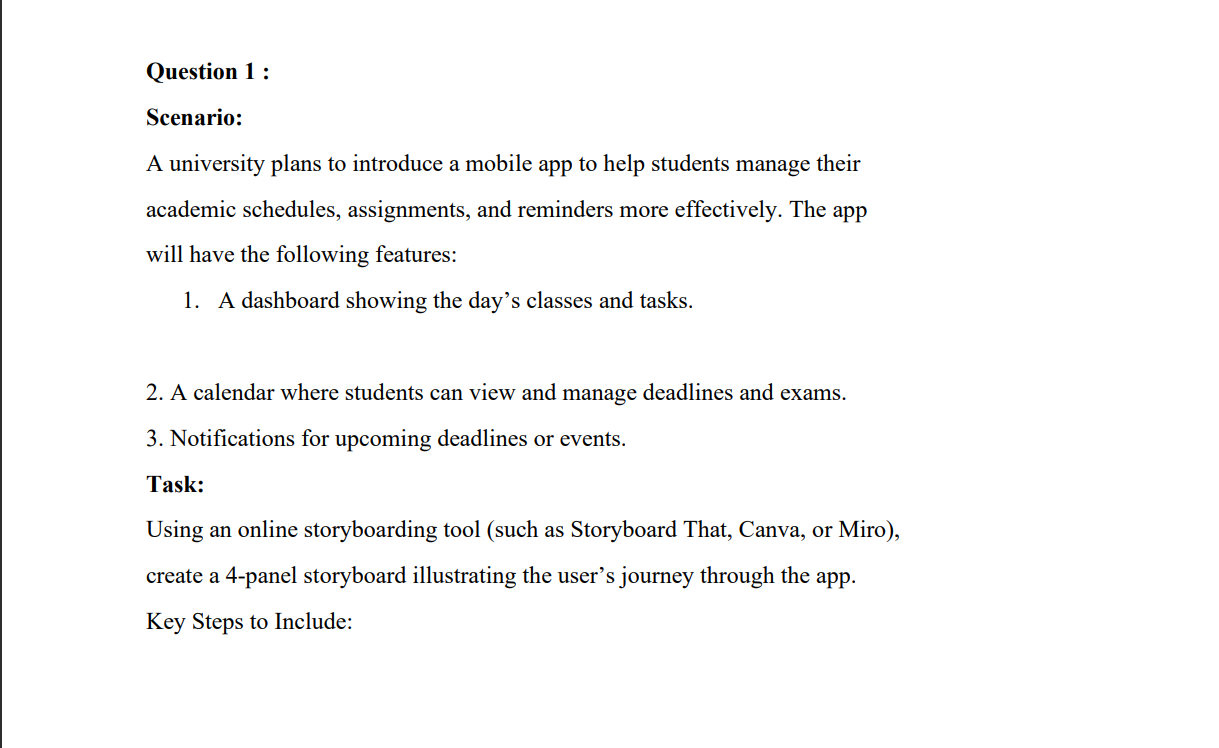 Question 1 :
Scenario:
A university plans to introduce a mobile app to help students manage their
academic schedules, assignments, and reminders more effectively. The app
will have the following features:
1. A dashboard showing the day’s classes and tasks.
2. A calendar where students can view and manage deadlines and exams.
3. Notifications for upcoming deadlines or events.
Task:
Using an online storyboarding tool (such as Storyboard That, Canva, or Miro),
create a 4-panel storyboard illustrating the user’s journey through the app.
Key Steps to Include: